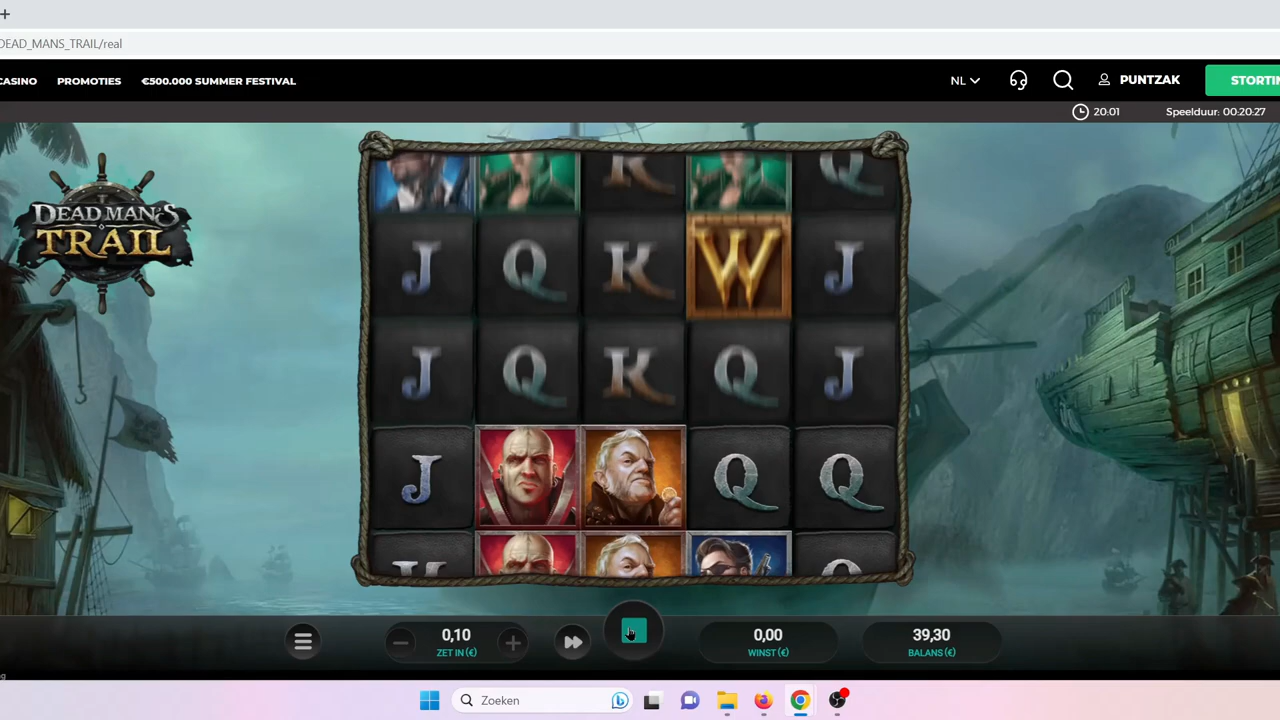 DEAD_MANS_TRAIL/real
CASINO PROMOTIES €500.000 SUMMER FESTIVAL NL PUNTZAK STORTIN
20:01 Speelduur: 00:20:27
DEAD MAN'S
TRAIL
K Q
J Q K W J
J Q K Q J
J Q Q
0,10 0,00 39,30
ZET IN (€) WINST (€) BALANS (€)
Zoeken